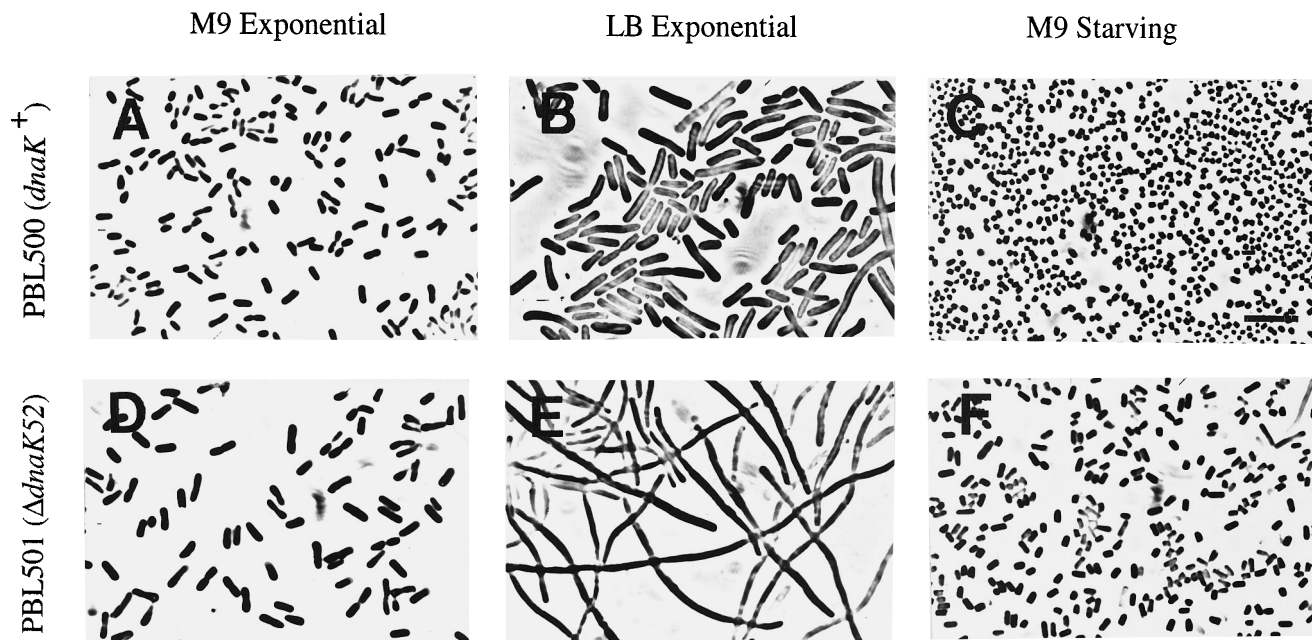 M9 Exponential
LB Exponential
M9 Starving
PBL500 (dnaK⁺)
A
B
C
PBL501 (ΔdnaK52)
D
E
F